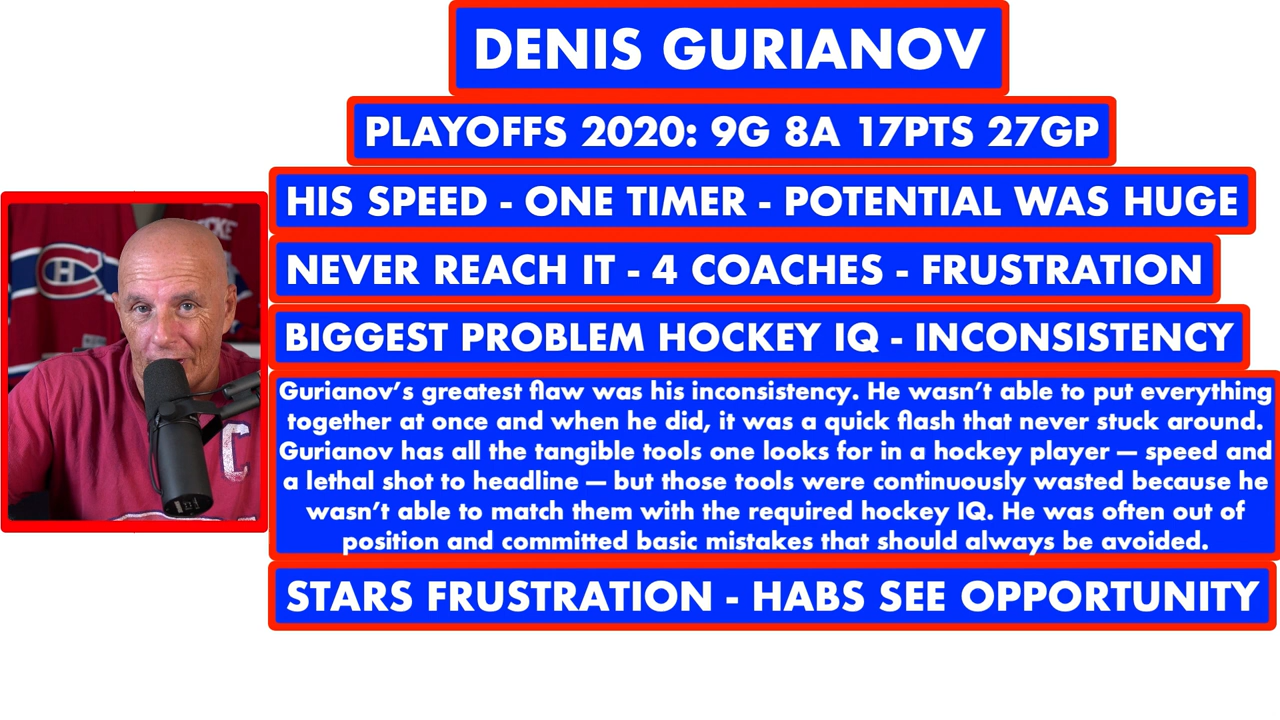 DENIS GURIANOV
PLAYOFFS 2020: 9G 8A 17PTS 27GP
HIS SPEED - ONE TIMER - POTENTIAL WAS HUGE
NEVER REACH IT - 4 COACHES - FRUSTRATION
BIGGEST PROBLEM HOCKEY IQ - INCONSISTENCY
Gurianov’s greatest flaw was his inconsistency. He wasn’t able to put everything
together at once and when he did, it was a quick flash that never stuck around.
Gurianov has all the tangible tools one looks for in a hockey player — speed and
a lethal shot to headline — but those tools were continuously wasted because he
wasn’t able to match them with the required hockey IQ. He was often out of
position and committed basic mistakes that should always be avoided.
STARS FRUSTRATION - HABS SEE OPPORTUNITY
C